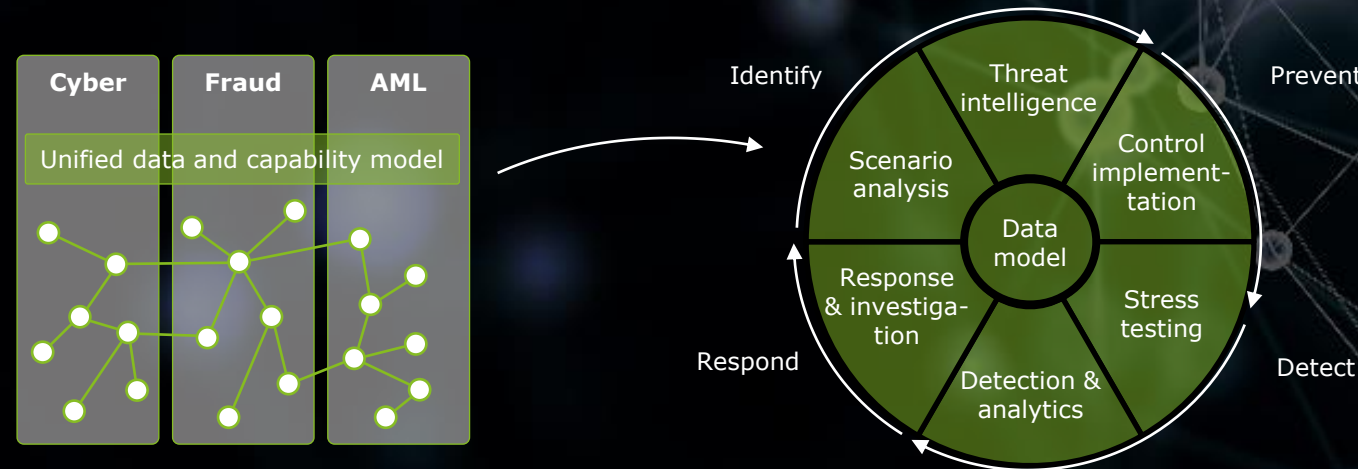 Cyber
Fraud
AML
Unified data and capability model
Identify
Threat
intelligence
Prevent
Scenario
analysis
Control
implement-
tation
Data
model
Response
& investiga-
tion
Stress
testing
Respond
Detection &
analytics
Detect